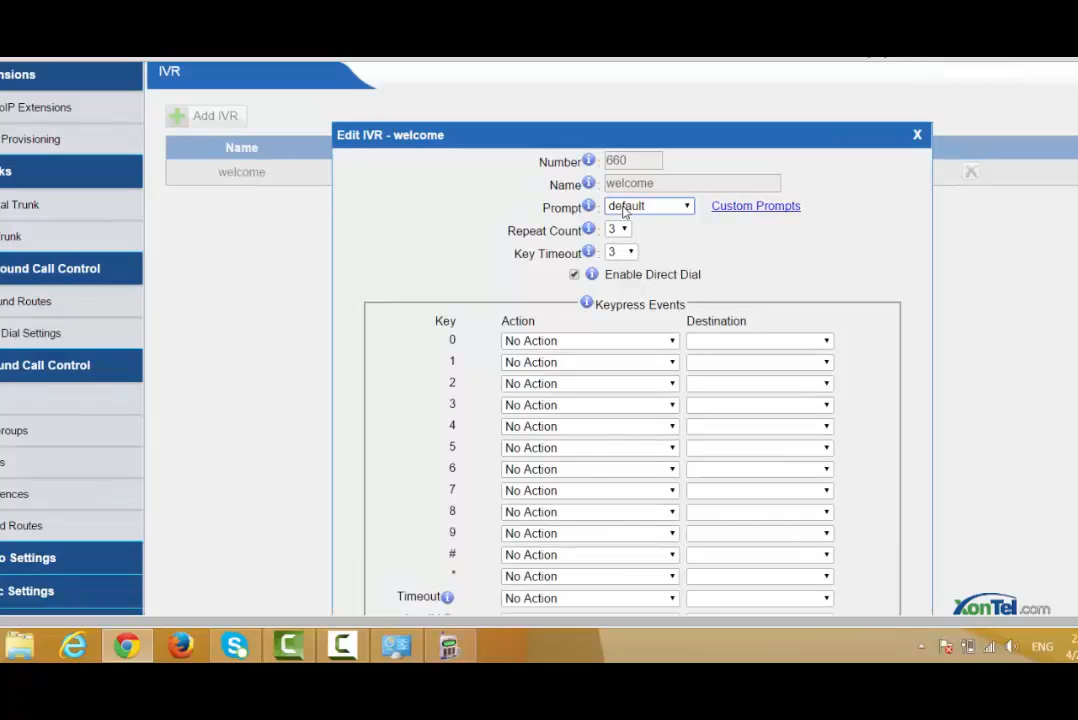 nsions
IVR
oIP Extensions
Add IVR
Provisioning
Edit IVR - welcome
X
Name
Number : 660
ks
welcome
Name : welcome
al Trunk
Prompt : default
Custom Prompts
runk
Repeat Count : 3
Key Timeout : 3
ound Call Control
Enable Direct Dial
und Routes
Keypress Events
Key Action Destination
Dial Settings
0 No Action
1 No Action
und Call Control
2 No Action
3 No Action
4 No Action
roups
5 No Action
s
6 No Action
7 No Action
ences
8 No Action
d Routes
9 No Action
# No Action
o Settings
* No Action
c Settings
Timeout No Action
XonTel.com
ENG
2
4/